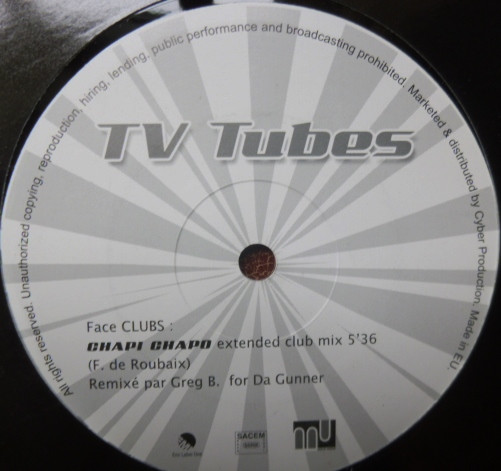 All rights reserved. Unauthorized copying, reproduction, hiring, lending, public performance and broadcasting prohibited. Marketed & distributed by Cyber Production. Made in EU.
TV Tubes
Face CLUBS :
CHAPI CHAPO extended club mix 5'36
(F. de Roubaix)
Remixé par Greg B. for Da Gunner
SACEM